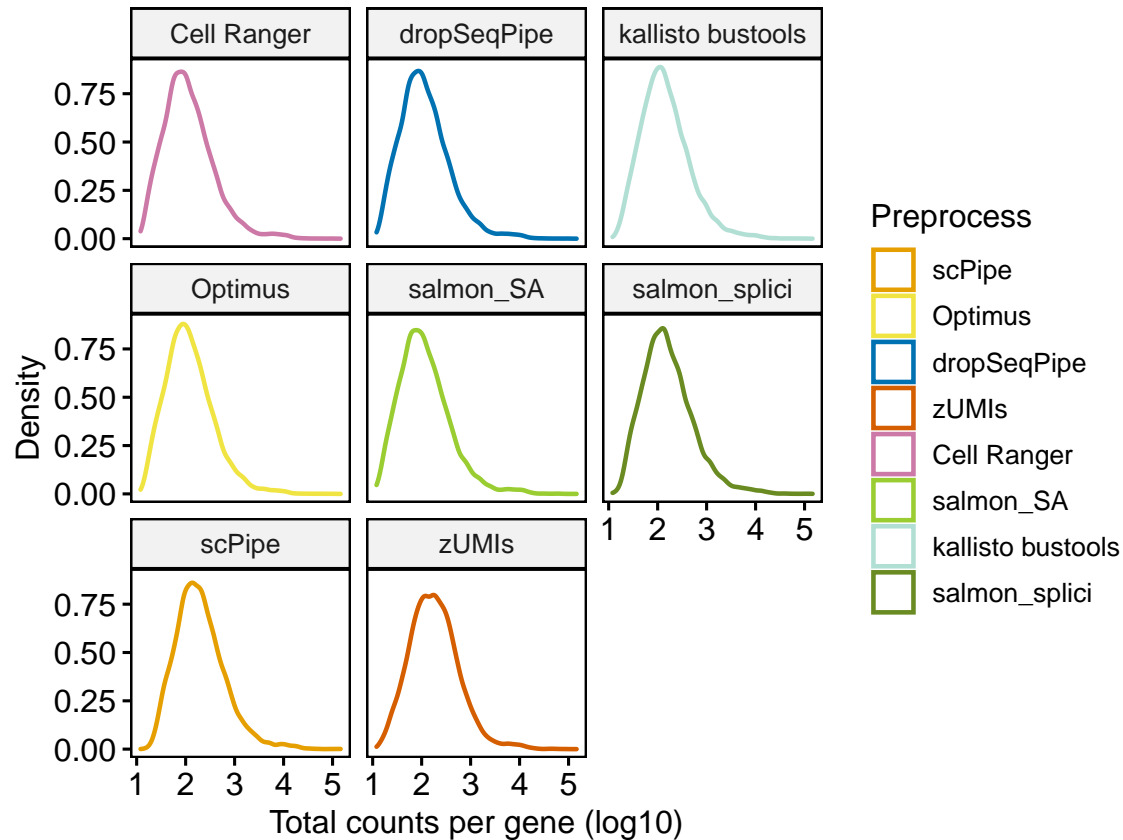 Cell Ranger
dropSeqPipe
kallisto bustools
0.75
0.50
0.25
0.00
Optimus
salmon_SA
salmon_splici
0.75
0.50
0.25
0.00
1 2 3 4 5
scPipe
zUMIs
0.75
0.50
0.25
0.00
1 2 3 4 5
1 2 3 4 5
Density
Total counts per gene (log10)
Preprocess
scPipe
Optimus
dropSeqPipe
zUMIs
Cell Ranger
salmon_SA
kallisto bustools
salmon_splici